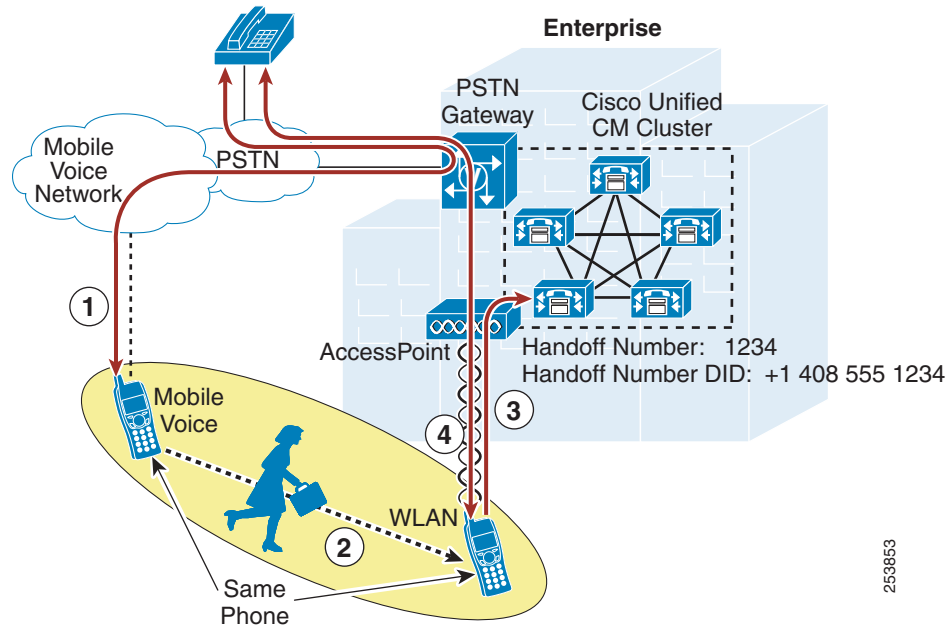 Enterprise
PSTN
Gateway
Cisco Unified
CM Cluster
Mobile
Voice
Network
PSTN
V
1
AccessPoint
Handoff Number: 1234
Handoff Number DID: +1 408 555 1234
3
4
Mobile
Voice
WLAN
2
Same
Phone
253853